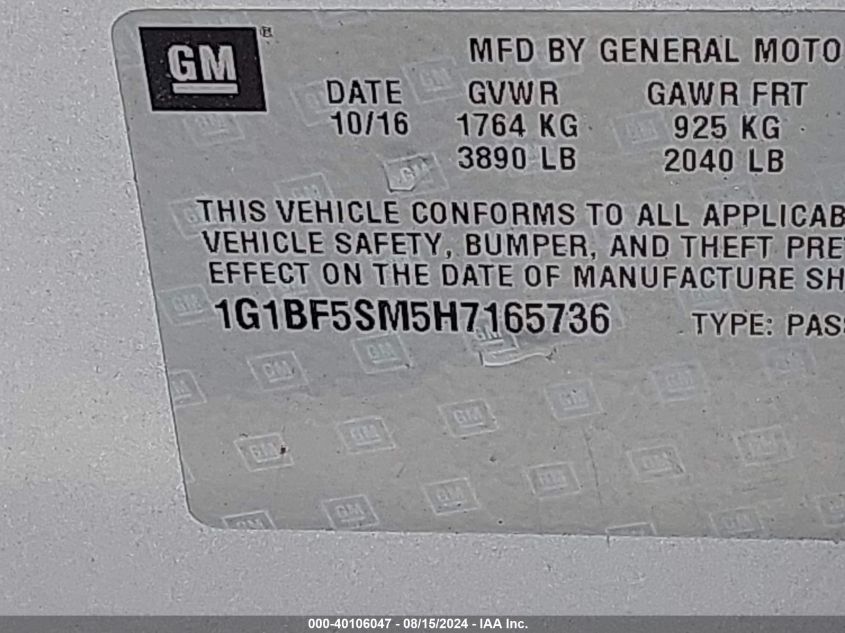 GM®
MFD BY GENERAL MOTO
DATE GVWR GAWR FRT
10/16 1764 KG 925 KG
3890 LB 2040 LB
THIS VEHICLE CONFORMS TO ALL APPLICAB
VEHICLE SAFETY, BUMPER, AND THEFT PRE
EFFECT ON THE DATE OF MANUFACTURE SH
1G1BF5SM5H7165736 TYPE: PASS
000-40106047 - 08/15/2024 - IAA Inc.